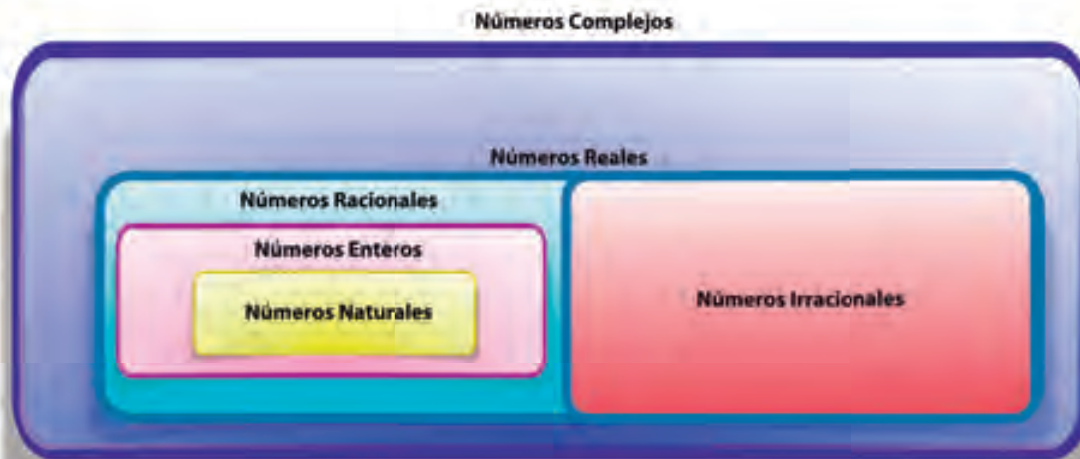 Números Complejos
Números Reales
Números Racionales
Números Enteros
Números Naturales
Números Irracionales